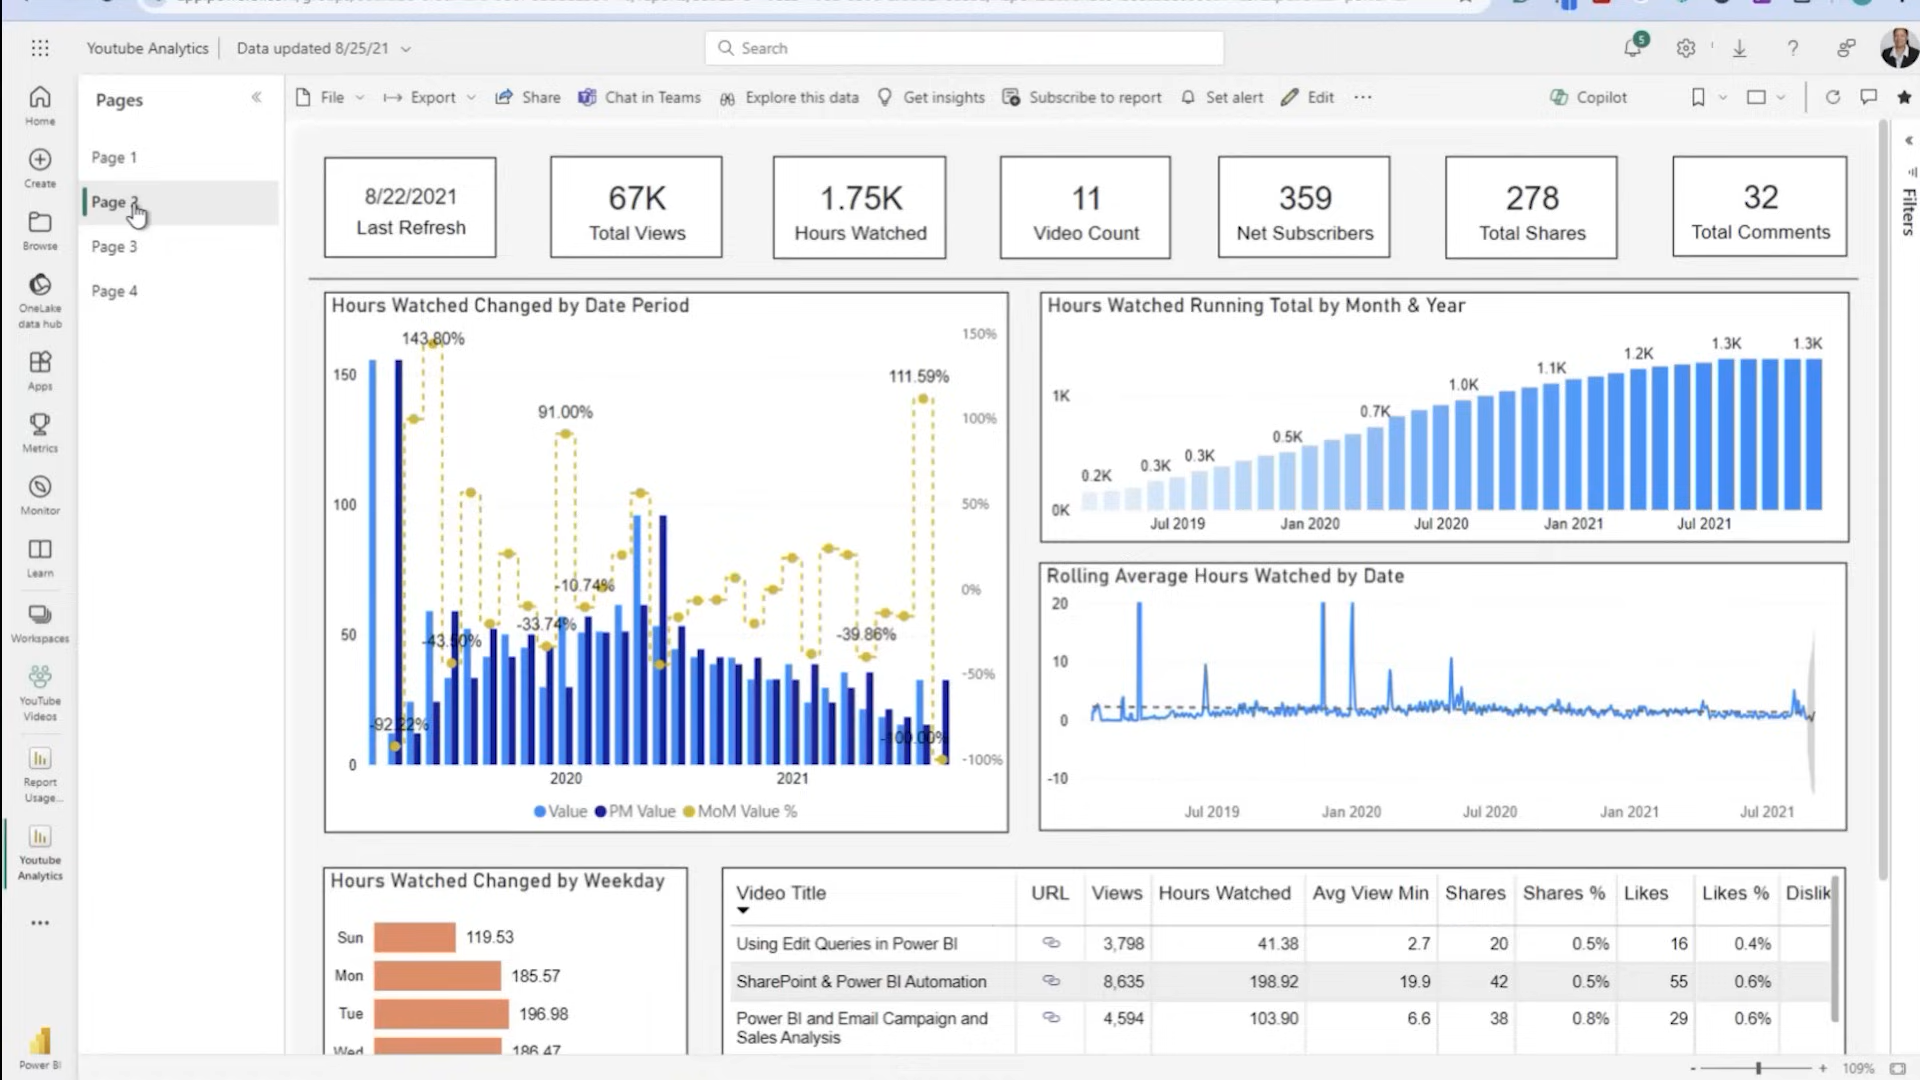 Youtube Analytics
Data updated 8/25/21
Search
5
Home
Create
Browse
OneLake
data hub
Apps
Metrics
Monitor
Learn
Workspaces
YouTube
Videos
Report
Usage...
Youtube
Analytics
Power BI
Pages
Page 1
Page 2
Page 3
Page 4
File
Export
Share
Chat in Teams
Explore this data
Get insights
Subscribe to report
Set alert
Edit
Copilot
Filters
8/22/2021
Last Refresh
67K
Total Views
1.75K
Hours Watched
11
Video Count
359
Net Subscribers
278
Total Shares
32
Total Comments
Hours Watched Changed by Date Period
143.80%
150%
150
111.59%
91.00%
100%
100
50%
-10.74%
0%
-33.74%
50
-43.50%
-39.86%
-50%
-92.22%
-100.00%
0
-100%
2020
2021
Value
PM Value
MoM Value %
Hours Watched Running Total by Month & Year
1K
0K
0.2K
0.3K
0.3K
0.5K
0.7K
1.0K
1.1K
1.2K
1.3K
1.3K
Jul 2019
Jan 2020
Jul 2020
Jan 2021
Jul 2021
Rolling Average Hours Watched by Date
20
10
0
-10
Jul 2019
Jan 2020
Jul 2020
Jan 2021
Jul 2021
Hours Watched Changed by Weekday
Sun 119.53
Mon 185.57
Tue 196.98
Wed 186.47
Video Title URL Views Hours Watched Avg View Min Shares Shares % Likes Likes % Dislik
Using Edit Queries in Power BI 3,798 41.38 2.7 20 0.5% 16 0.4%
SharePoint & Power BI Automation 8,635 198.92 19.9 42 0.5% 55 0.6%
Power BI and Email Campaign and 4,594 103.90 6.6 38 0.8% 29 0.6%
Sales Analysis
- + 109%